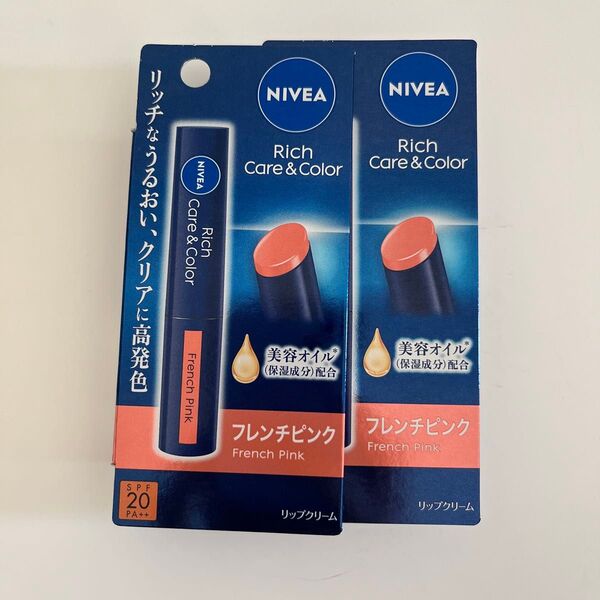 リッチなうるおい、クリアに高発色
NIVEA
Rich
Care & Color
NIVEA
Rich
Care & Color
French Pink
美容オイル*
(保湿成分)配合
フレンチピンク
French Pink
SPF
20
PA++
リップクリーム
NIVEA
Rich
Care & Color
美容オイル*
(保湿成分)配合
フレンチピンク
French Pink
リップクリーム